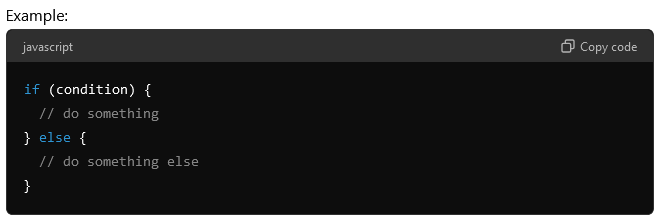 Example:
javascript Copy code
if (condition) {
  // do something
} else {
  // do something else
}